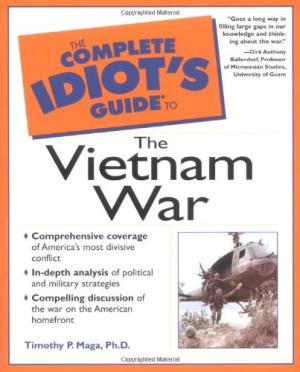 Copyrighted Material
"Goes a long way in
filling large gaps in our
knowledge and think-
ing about the war."
—Dirk Anthony
Ballendorf, Professor
of Micronesian Studies,
University of Guam
THE
COMPLETE
IDIOT'S
GUIDE® TO
The
Vietnam
War
♦ Comprehensive coverage
of America's most divisive
conflict
♦ In-depth analysis of political
and military strategies
♦ Compelling discussion of
the war on the American
homefront
Timothy P. Maga, Ph.D.
Copyrighted Material